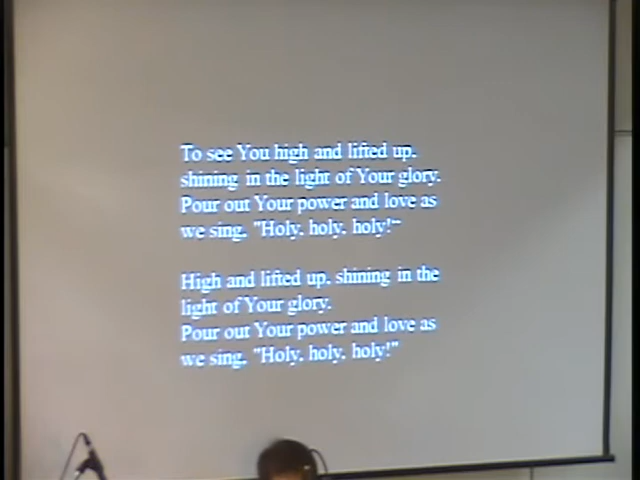 To see You high and lifted up,
shining in the light of Your glory.
Pour out Your power and love as
we sing, "Holy, holy, holy!"
High and lifted up, shining in the
light of Your glory.
Pour out Your power and love as
we sing, "Holy, holy, holy!"